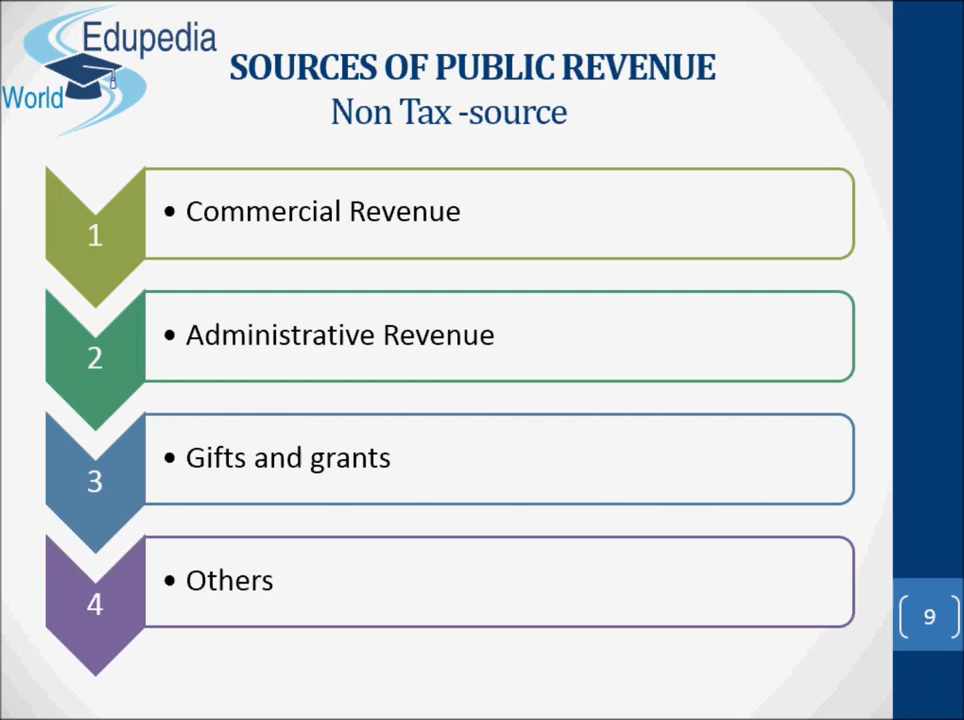 Edupedia
World
SOURCES OF PUBLIC REVENUE
Non Tax -source
1
• Commercial Revenue
2
• Administrative Revenue
3
• Gifts and grants
4
• Others
9